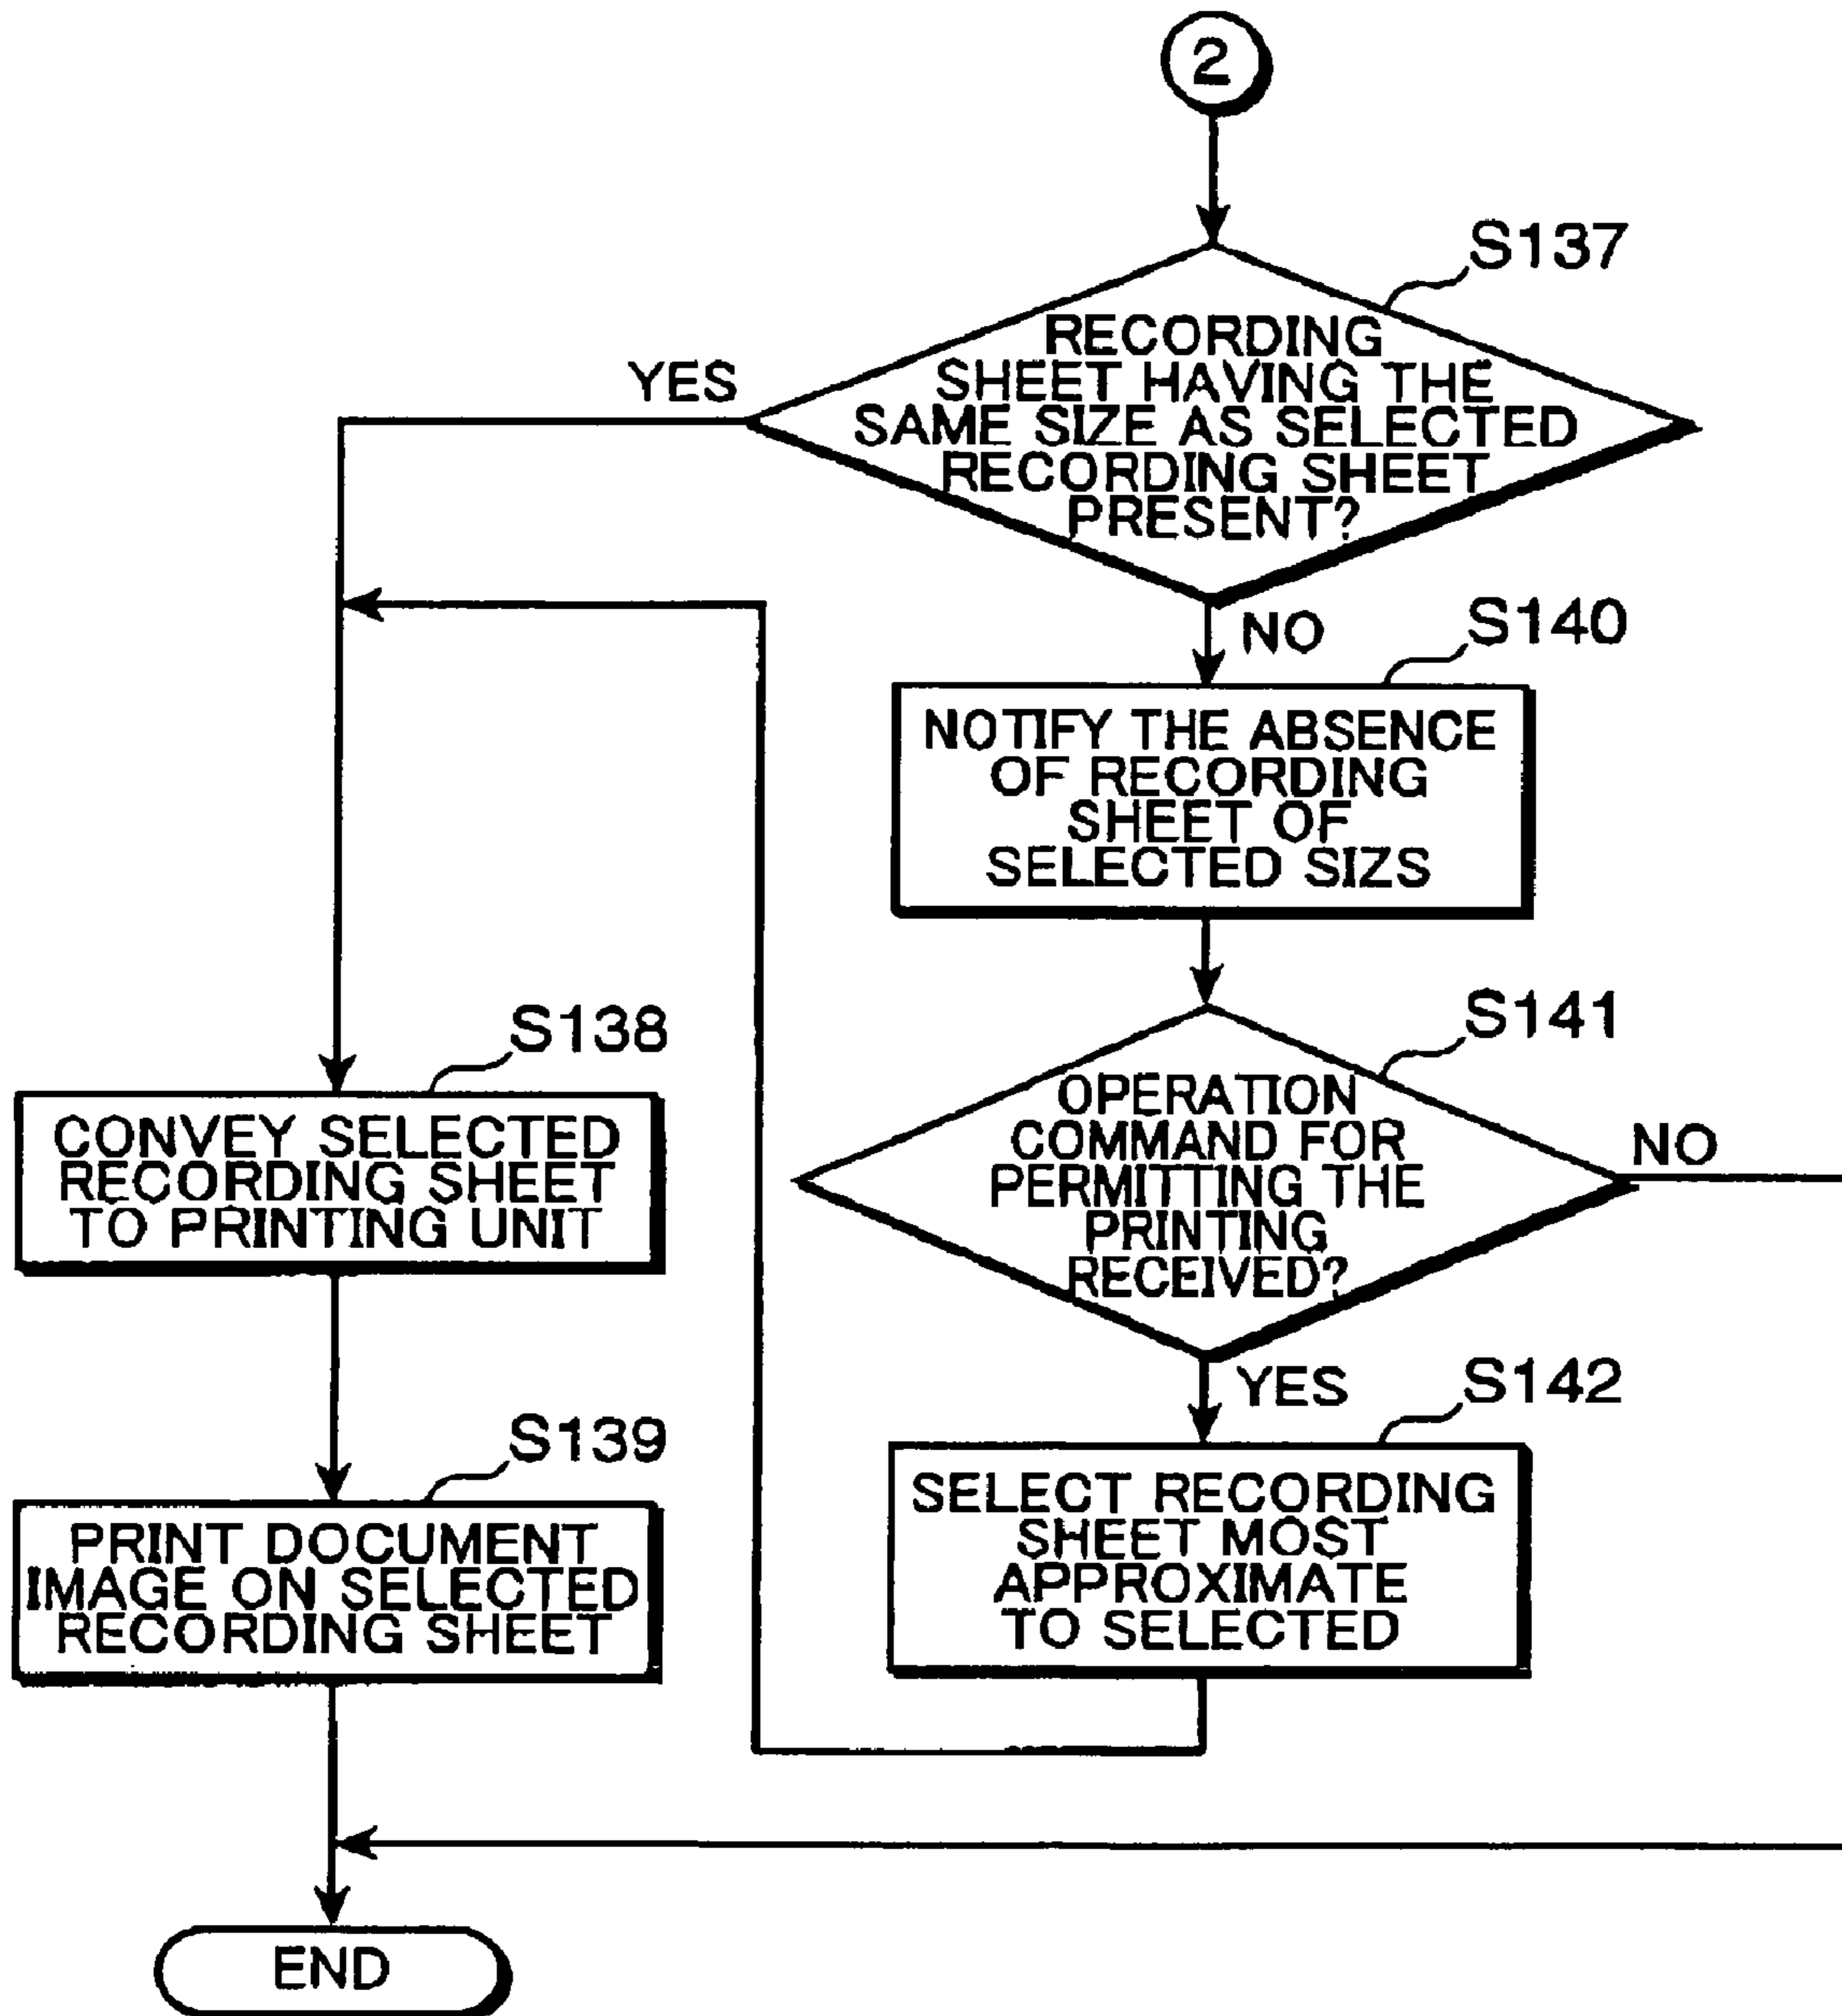 2
S137
RECORDING
SHEET HAVING THE
SAME SIZE AS SELECTED
RECORDING SHEET
PRESENT?
YES
NO
S140
NOTIFY THE ABSENCE
OF RECORDING
SHEET OF
SELECTED SIZS
S138
CONVEY SELECTED
RECORDING SHEET
TO PRINTING UNIT
S141
OPERATION
COMMAND FOR
PERMITTING THE
PRINTING
RECEIVED?
NO
YES
S139
PRINT DOCUMENT
IMAGE ON SELECTED
RECORDING SHEET
S142
SELECT RECORDING
SHEET MOST
APPROXIMATE
TO SELECTED
END